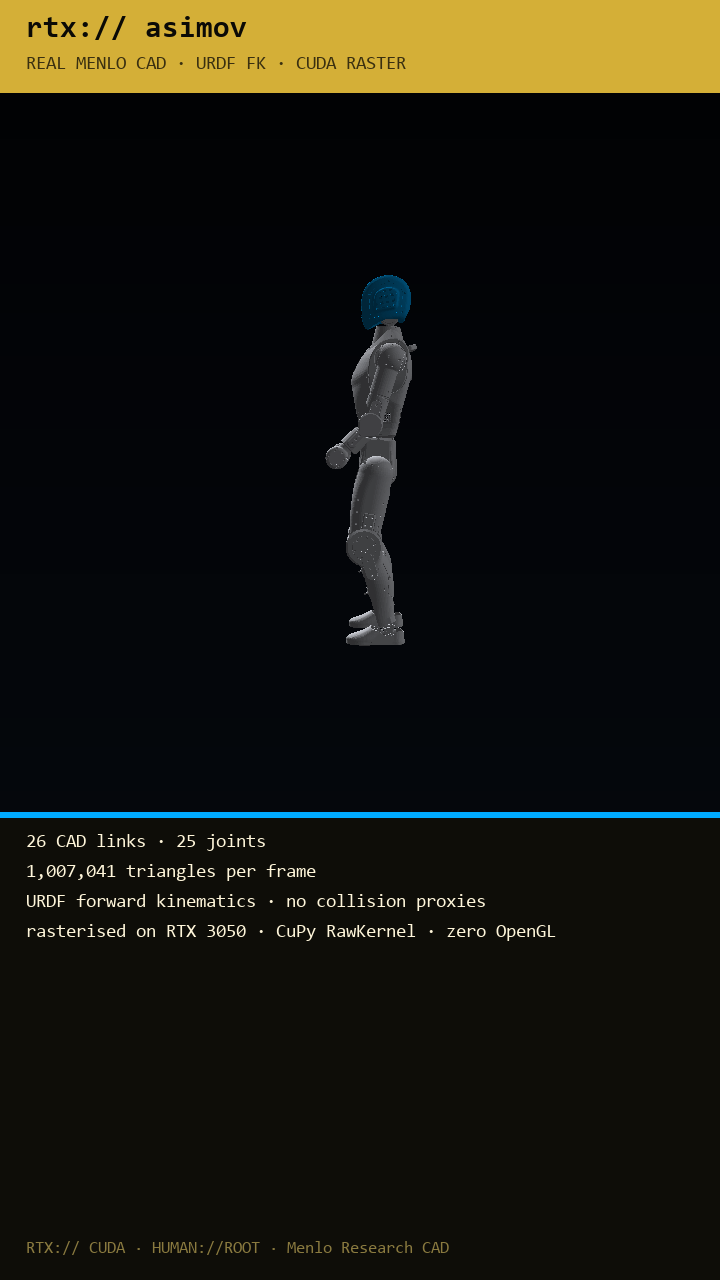 rtx:// asimov
REAL MENLO CAD · URDF FK · CUDA RASTER
26 CAD links · 25 joints
1,007,041 triangles per frame
URDF forward kinematics · no collision proxies
rasterised on RTX 3050 · CuPy RawKernel · zero OpenGL
RTX:// CUDA · HUMAN://ROOT · Menlo Research CAD